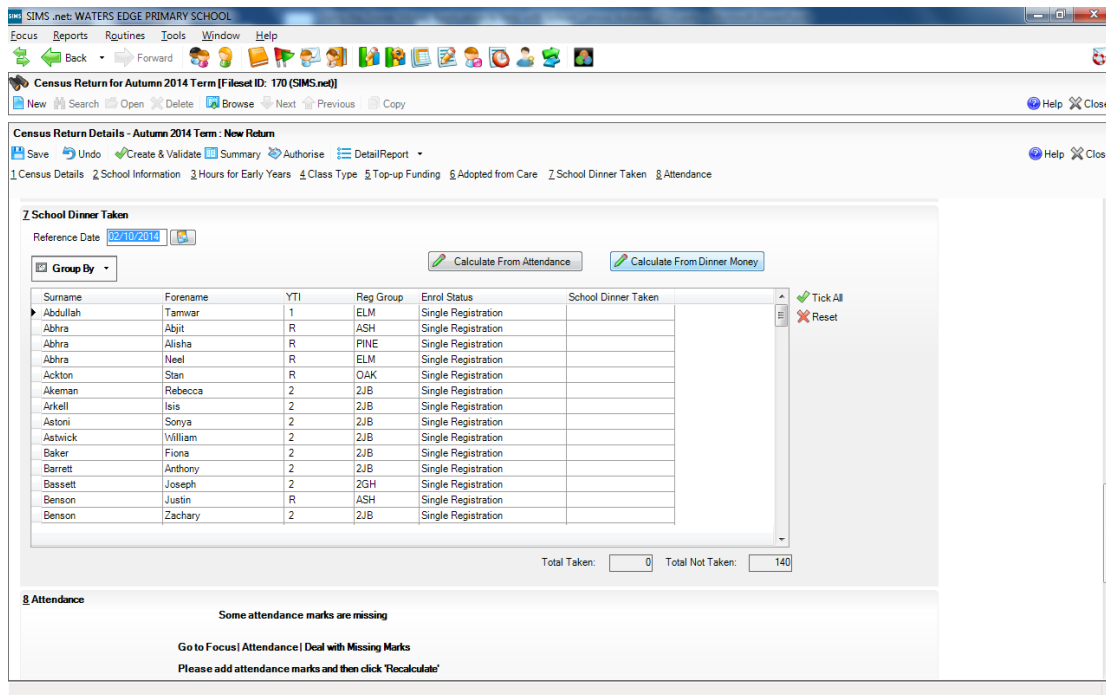 SIMS .net: WATERS EDGE PRIMARY SCHOOL
Focus Reports Routines Tools Window Help
Back Forward
Census Return for Autumn 2014 Term [Fileset ID: 170 (SIMS.net)]
New Search Open Delete Browse Next Previous Copy Help Close
Census Return Details - Autumn 2014 Term : New Return
Save Undo Create & Validate Summary Authorise DetailReport Help Clos
1 Census Details 2 School Information 3 Hours for Early Years 4 Class Type 5 Top-up Funding 6 Adopted from Care 7 School Dinner Taken 8 Attendance
7 School Dinner Taken
Reference Date 02/10/2014
Group By Calculate From Attendance Calculate From Dinner Money
Surname Forename YTI Reg Group Enrol Status School Dinner Taken Tick All
Abdullah Tamwar 1 ELM Single Registration Reset
Abhra Abjit R ASH Single Registration
Abhra Alisha R PINE Single Registration
Abhra Neel R ELM Single Registration
Ackton Stan R OAK Single Registration
Akeman Rebecca 2 2JB Single Registration
Arkell Isis 2 2JB Single Registration
Astoni Sonya 2 2JB Single Registration
Astwick William 2 2JB Single Registration
Baker Fiona 2 2JB Single Registration
Barrett Anthony 2 2JB Single Registration
Bassett Joseph 2 2GH Single Registration
Benson Justin R ASH Single Registration
Benson Zachary 2 2JB Single Registration
Total Taken: 0 Total Not Taken: 140
8 Attendance
Some attendance marks are missing
Go to Focus | Attendance | Deal with Missing Marks
Please add attendance marks and then click 'Recalculate'